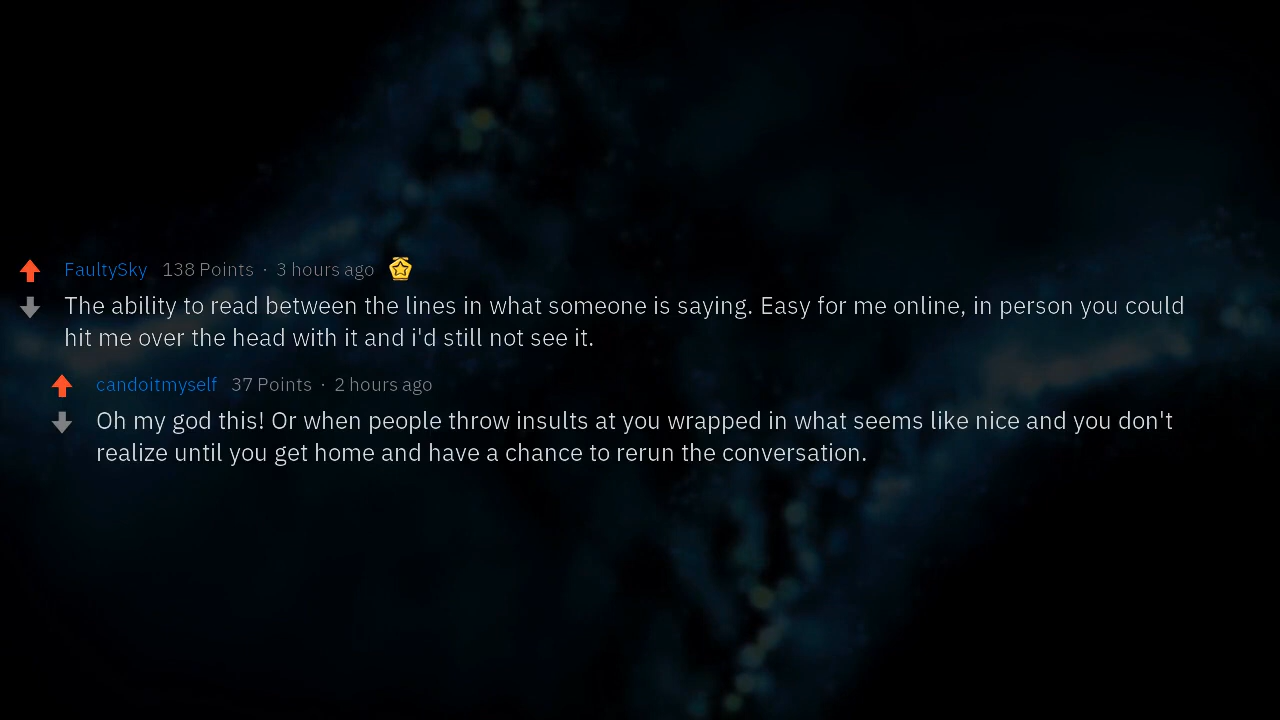 FaultySky 138 Points · 3 hours ago
The ability to read between the lines in what someone is saying. Easy for me online, in person you could
hit me over the head with it and i'd still not see it.
candoitmyself 37 Points · 2 hours ago
Oh my god this! Or when people throw insults at you wrapped in what seems like nice and you don't
realize until you get home and have a chance to rerun the conversation.